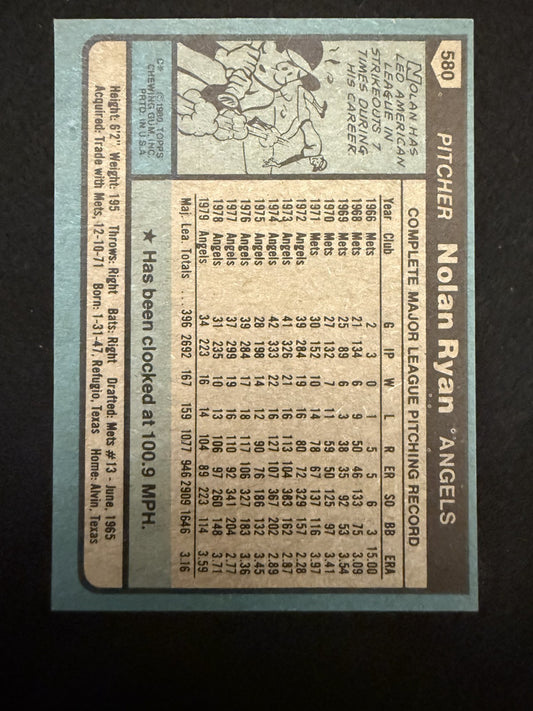 580
PITCHER Nolan Ryan ANGELS
NOLAN HAS
LED AMERICAN
LEAGUE IN
STRIKEOUTS 7
TIMES DURING
HIS CAREER
C* © 1980 TOPPS
CHEWING GUM, INC.
PRTD. IN U.S.A.
COMPLETE MAJOR LEAGUE PITCHING RECORD
Year Club G IP W L R ER SO BB ERA
1966 Mets 2 3 0 1 5 5 6 3 15.00
1968 Mets 21 134 6 9 50 46 133 75 3.09
1969 Mets 25 89 6 3 38 35 92 53 3.54
1970 Mets 27 132 7 11 59 50 125 97 3.41
1971 Mets 30 152 10 14 78 67 137 116 3.97
1972 Angels 39 284 19 16 80 72 329 157 2.28
1973 Angels 41 326 21 16 113 104 383 162 2.87
1974 Angels 42 333 22 16 127 107 367 202 2.89
1975 Angels 28 198 14 12 90 76 186 132 3.45
1976 Angels 39 284 17 18 117 106 327 183 3.36
1977 Angels 37 299 19 16 110 92 341 204 2.77
1978 Angels 31 235 10 13 106 97 260 148 3.71
1979 Angels 34 223 16 14 104 89 223 114 3.59
Maj. Lea. Totals ... 396 2692 167 159 1077 946 2909 1646 3.16
★ Has been clocked at 100.9 MPH.
Height: 6'2" Weight: 195 Throws: Right Bats: Right Drafted: Mets #13 - June, 1965
Acquired: Trade with Mets, 12-10-71 Born: 1-31-47, Refugio, Texas Home: Alvin, Texas